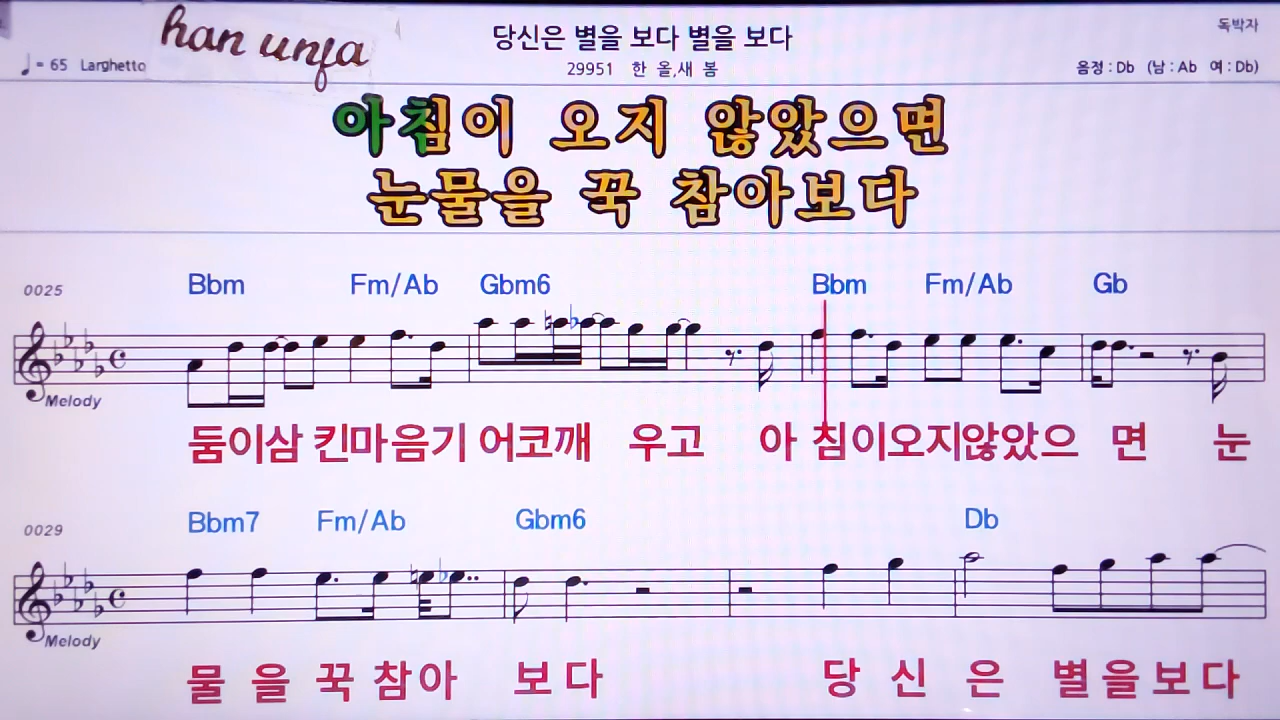 han unfa
당신은 별을 보다 별을 보다
독박자
♩= 65 Larghetto
29951 한 올,새 봄
음정 : Db (남 : Ab 여 : Db)
아침이 오지 않았으면
눈물을 꾹 참아보다
0025
Bbm Fm/Ab Gbm6 Bbm Fm/Ab Gb
Melody
둠이삼 킨마음기 어코깨 우고 아 침이오지않았으 면 눈
0029
Bbm7 Fm/Ab Gbm6 Db
Melody
물 을 꾹 참아 보다 당 신 은 별을보다